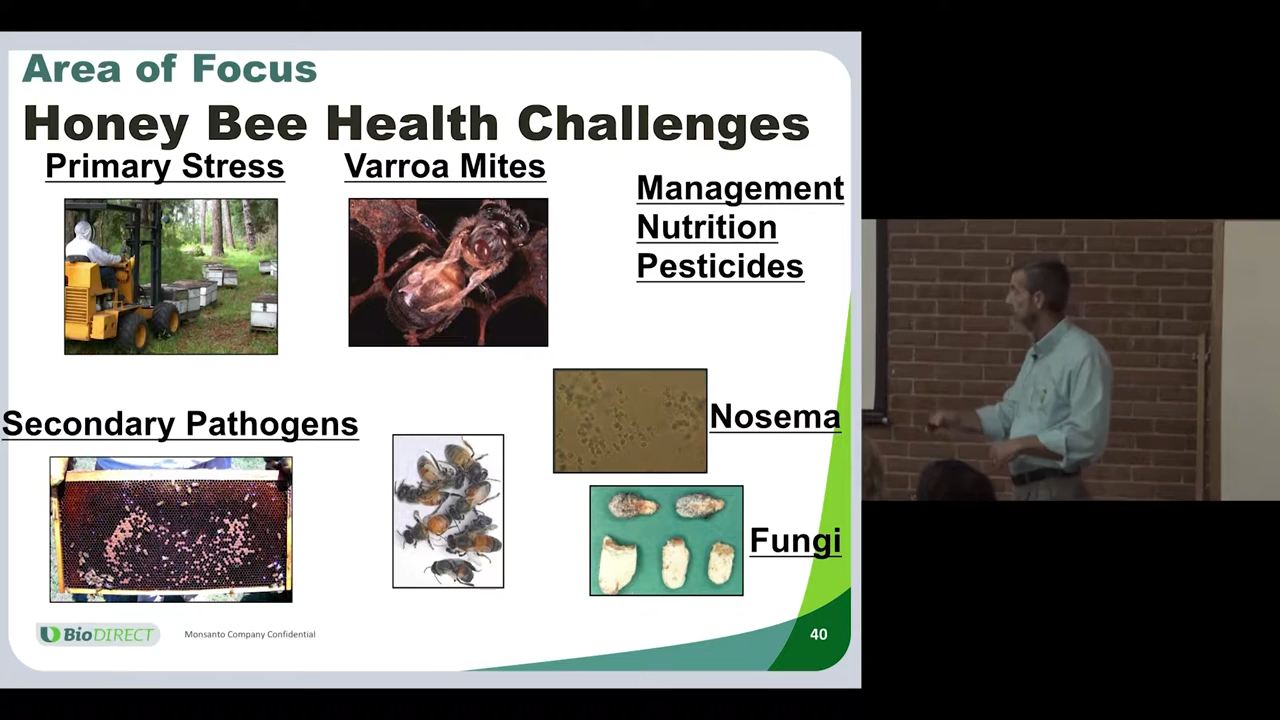 Area of Focus
Honey Bee Health Challenges
Primary Stress
Varroa Mites
Management
Nutrition
Pesticides
Secondary Pathogens
Nosema
Fungi
BioDIRECT
Monsanto Company Confidential
40